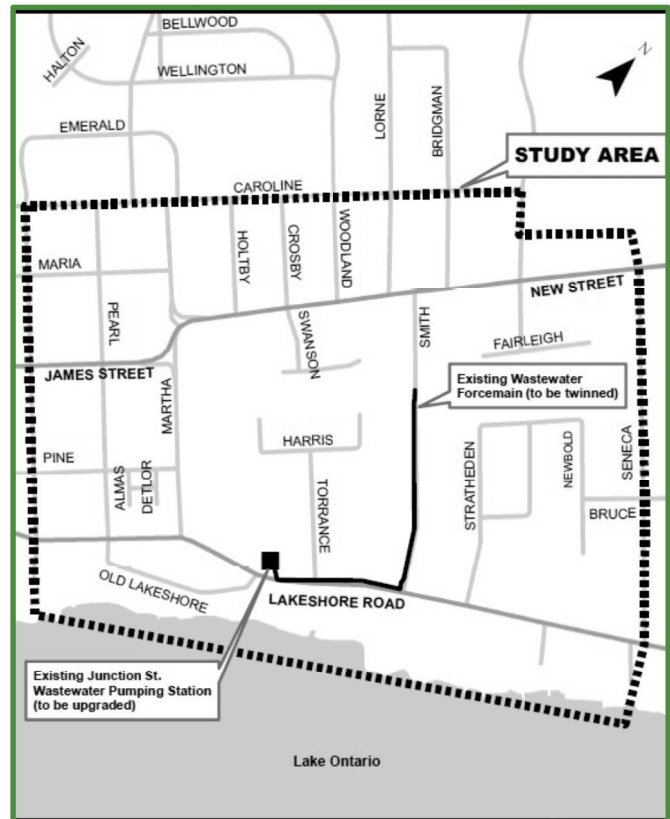 BELLWOOD
HALTON
WELLINGTON
N
EMERALD
LORNE
BRIDGMAN
STUDY AREA
CAROLINE
MARIA
HOLTBY
CROSBY
WOODLAND
PEARL
NEW STREET
SWANSON
SMITH
FAIRLEIGH
JAMES STREET
MARTHA
Existing Wastewater
Forcemain (to be twinned)
PINE
ALMAS
DETLOR
HARRIS
TORRANCE
STRATHEDEN
NEWBOLD
SENECA
BRUCE
OLD LAKESHORE
LAKESHORE ROAD
Existing Junction St.
Wastewater Pumping Station
(to be upgraded)
Lake Ontario